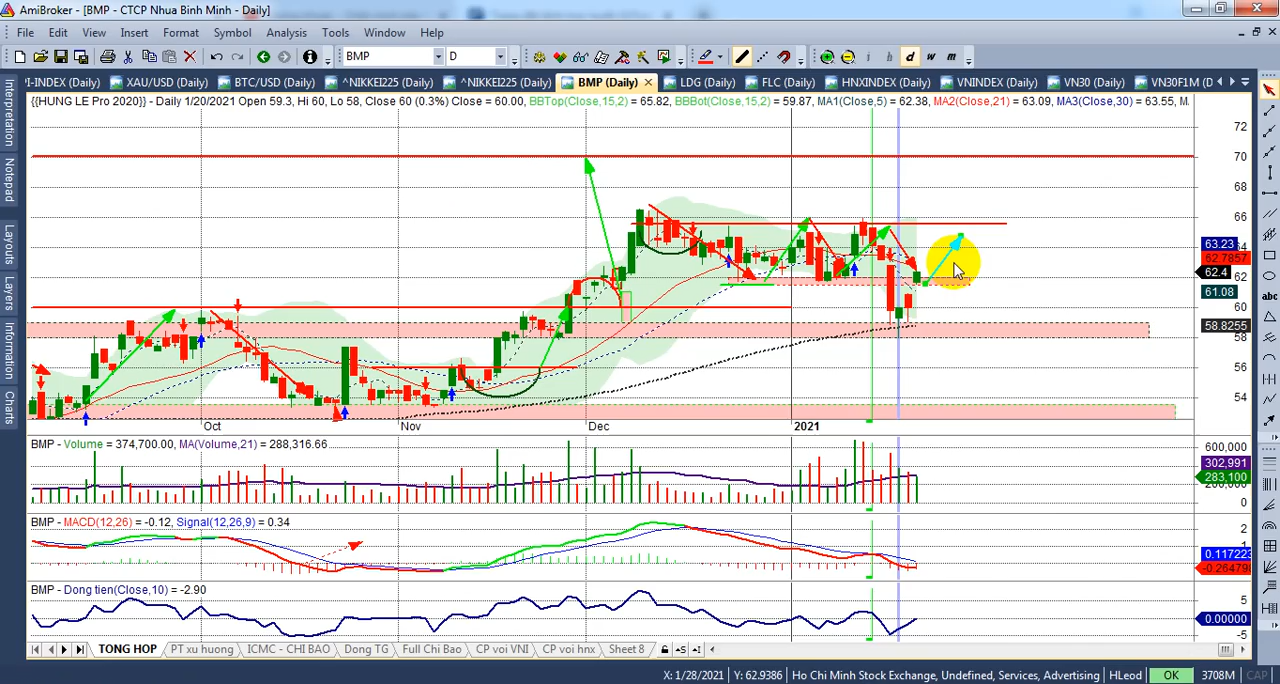 AmiBroker - [BMP - CTCP Nhua Binh Minh - Daily]
File Edit View Insert Format Symbol Analysis Tools Window Help
BMP D i h d w m
I-INDEX (Daily) XAU/USD (Daily) BTC/USD (Daily) ^NIKKEI225 (Daily) ^NIKKEI225 (Daily) BMP (Daily) LDG (Daily) FLC (Daily) HNXINDEX (Daily) VNINDEX (Daily) VN30 (Daily) VN30F1M (D
{{HUNG LE Pro 2020}} - Daily 1/20/2021 Open 59.3, Hi 60, Lo 58, Close 60 (0.3%) Close = 60.00, BBTop(Close,15,2) = 65.82, BBBot(Close,15,2) = 59.87, MA1(Close,5) = 62.38, MA2(Close,21) = 63.09, MA3(Close,30) = 63.55, M.
Interpretation
Notepad
Layouts
Layers
Information
Charts
abc
72
70
68
66
64
63.23
62.7857
62.4
62
61.08
60
58.8255
58
56
54
Oct Nov Dec 2021
BMP - Volume = 374,700.00, MA(Volume,21) = 288,316.66
600,000
302,991
283,100
200,000
0
BMP - MACD(12,26) = -0.12, Signal(12,26,9) = 0.34
2
1
0.117223
-0.264798
BMP - Dong tien(Close,10) = -2.90
5
0.00000
-5
TONG HOP PT xu huong ICMC - CHI BAO Dong TG Full Chi Bao CP voi VNI CP voi hnx Sheet 8
X: 1/28/2021 Y: 62.9386 Ho Chi Minh Stock Exchange, Undefined, Services, Advertising HLeod OK 3708M CAP